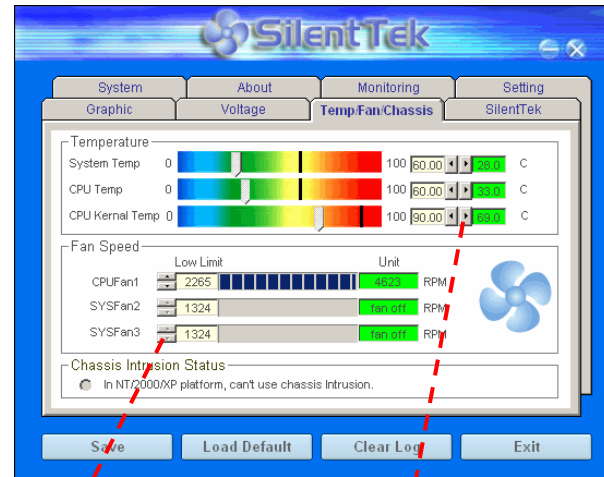 SilentTek
System About Monitoring Setting
Graphic Voltage Temp/Fan/Chassis SilentTek
Temperature
System Temp 0 100 60.00 28.0 C
CPU Temp 0 100 60.00 33.0 C
CPU Kernal Temp 0 100 90.00 69.0 C
Fan Speed
Low Limit Unit
CPUFan1 2265 4623 RPM
SYSFan2 1324 fan off RPM
SYSFan3 1324 fan off RPM
Chassis Intrusion Status
In NT/2000/XP platform, can't use chassis Intrusion.
Save Load Default Clear Log Exit